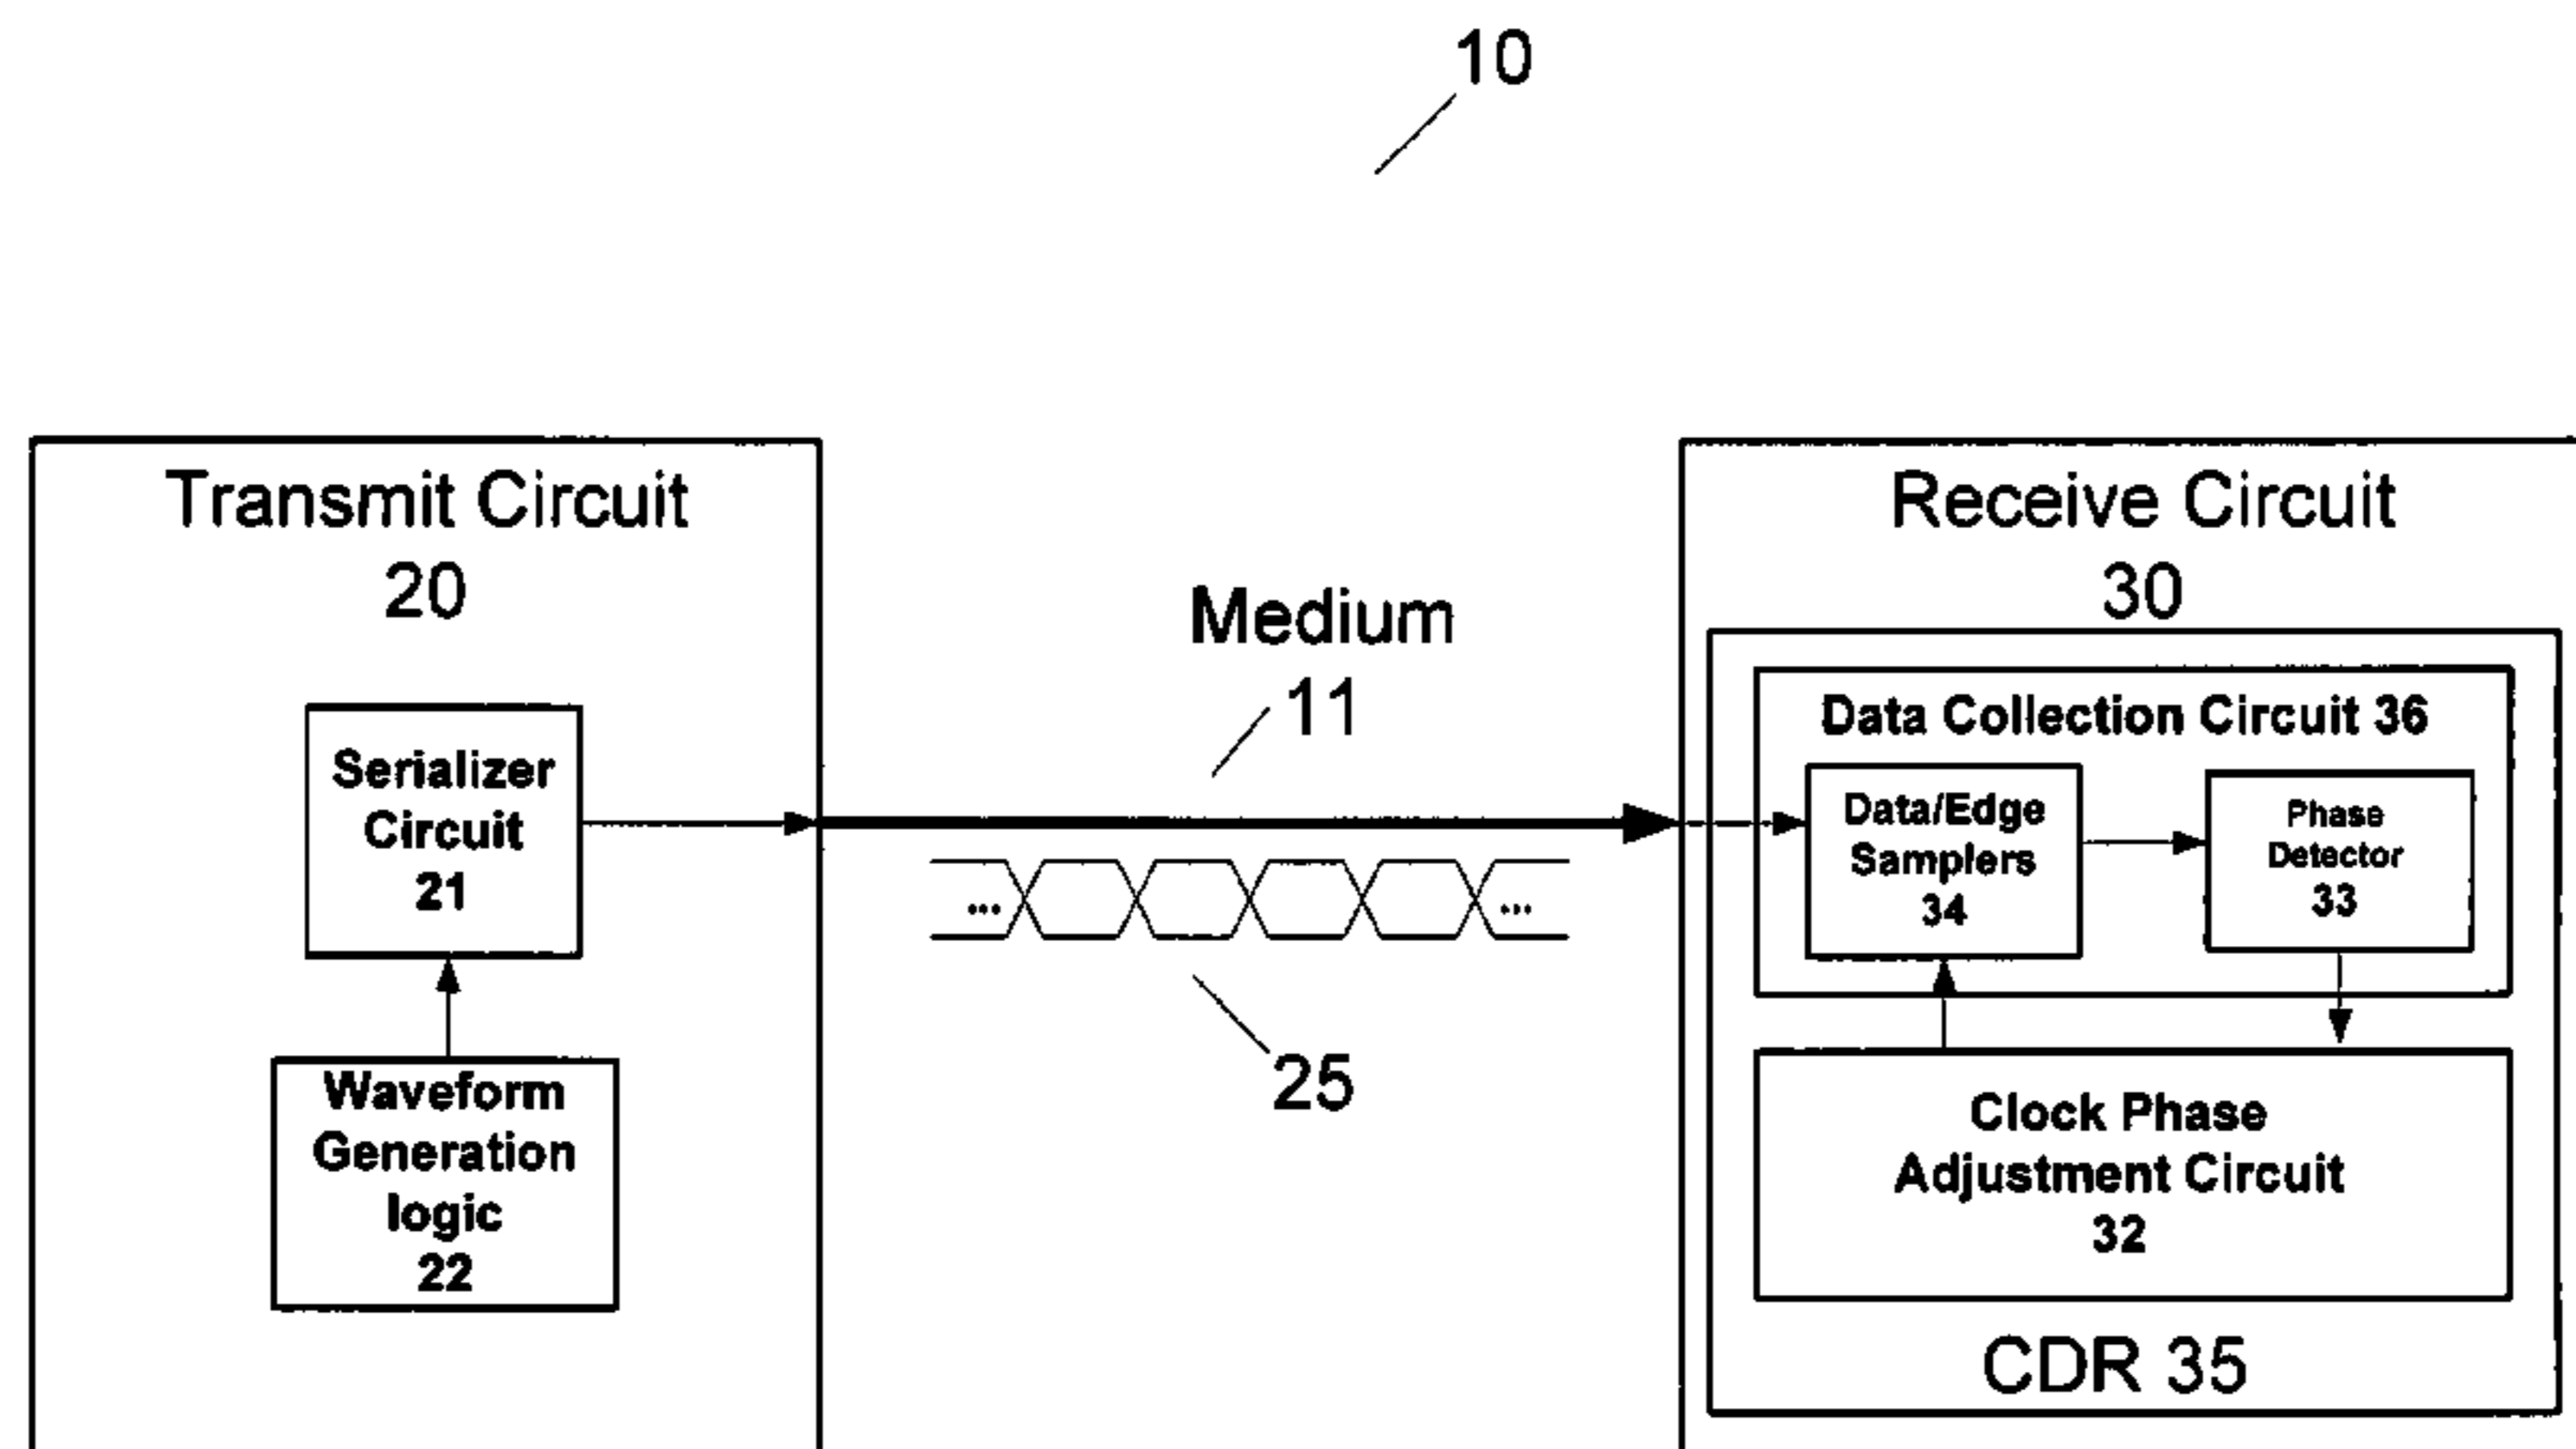 10
Transmit Circuit
20
Serializer
Circuit
21
Waveform
Generation
logic
22
Medium
11
...
...
25
Receive Circuit
30
Data Collection Circuit 36
Data/Edge
Samplers
34
Phase
Detector
33
Clock Phase
Adjustment Circuit
32
CDR 35